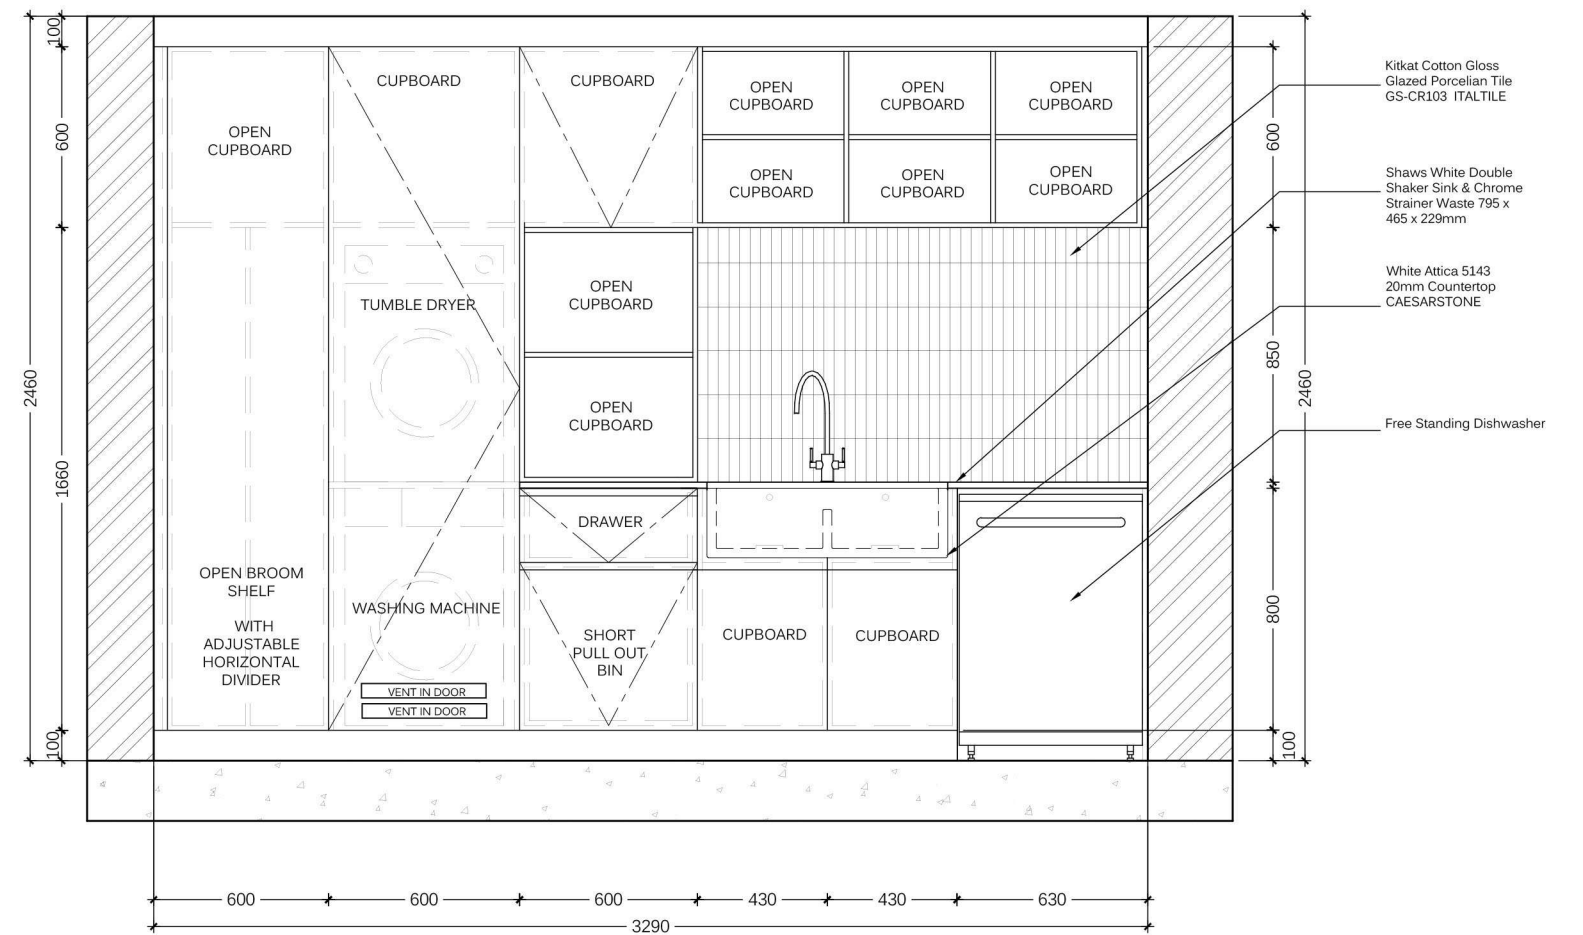 100
600
1660
100
2460
CUPBOARD
CUPBOARD
OPEN
CUPBOARD
OPEN
CUPBOARD
OPEN
CUPBOARD
OPEN
CUPBOARD
OPEN
CUPBOARD
OPEN
CUPBOARD
OPEN
CUPBOARD
TUMBLE DRYER
OPEN
CUPBOARD
OPEN
CUPBOARD
DRAWER
OPEN BROOM
SHELF
WITH
ADJUSTABLE
HORIZONTAL
DIVIDER
WASHING MACHINE
VENT IN DOOR
VENT IN DOOR
SHORT
PULL OUT
BIN
CUPBOARD
CUPBOARD
600
850
800
100
2460
Kitkat Cotton Gloss
Glazed Porcelian Tile
GS-CR103 ITALTILE
Shaws White Double
Shaker Sink & Chrome
Strainer Waste 795 x
465 x 229mm
White Attica 5143
20mm Countertop
CAESARSTONE
Free Standing Dishwasher
600
600
600
430
430
630
3290